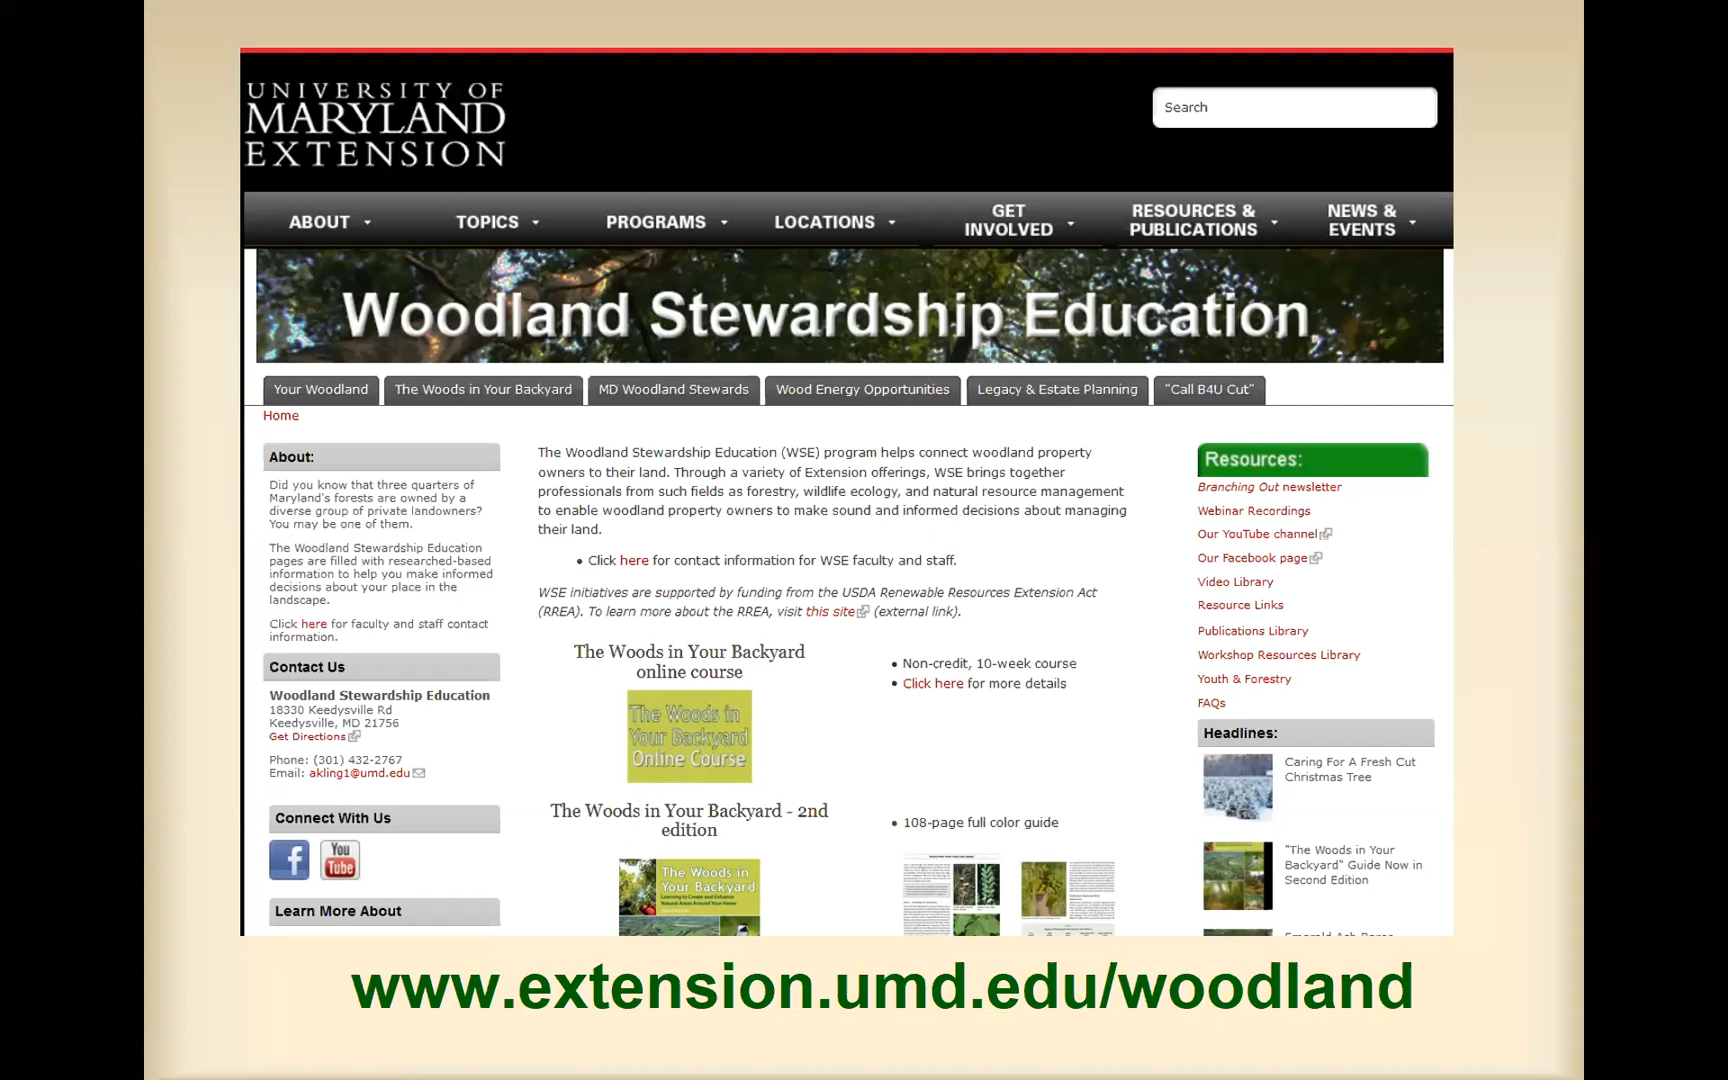 UNIVERSITY OF
MARYLAND
EXTENSION
Search
ABOUT
TOPICS
PROGRAMS
LOCATIONS
GET
INVOLVED
RESOURCES &
PUBLICATIONS
NEWS &
EVENTS
Woodland Stewardship Education
Your Woodland
The Woods in Your Backyard
MD Woodland Stewards
Wood Energy Opportunities
Legacy & Estate Planning
"Call B4U Cut"
Home
About:
Did you know that three quarters of
Maryland's forests are owned by a
diverse group of private landowners?
You may be one of them.
The Woodland Stewardship Education
pages are filled with researched-based
information to help you make informed
decisions about your place in the
landscape.
Click here for faculty and staff contact
information.
Contact Us
Woodland Stewardship Education
18330 Keedysville Rd
Keedysville, MD 21756
Get Directions
Phone: (301) 432-2767
Email: akling1@umd.edu
Connect With Us
You
Tube
Learn More About
The Woodland Stewardship Education (WSE) program helps connect woodland property
owners to their land. Through a variety of Extension offerings, WSE brings together
professionals from such fields as forestry, wildlife ecology, and natural resource management
to enable woodland property owners to make sound and informed decisions about managing
their land.
• Click here for contact information for WSE faculty and staff.
WSE initiatives are supported by funding from the USDA Renewable Resources Extension Act
(RREA). To learn more about the RREA, visit this site (external link).
The Woods in Your Backyard
online course
The Woods in
Your Backyard
Online Course
• Non-credit, 10-week course
• Click here for more details
The Woods in Your Backyard - 2nd
edition
The Woods in
Your Backyard
Learning to Create and Enhance
Natural Areas Around Your Home
• 108-page full color guide
Resources:
Branching Out newsletter
Webinar Recordings
Our YouTube channel
Our Facebook page
Video Library
Resource Links
Publications Library
Workshop Resources Library
Youth & Forestry
FAQs
Headlines:
Caring For A Fresh Cut
Christmas Tree
"The Woods in Your
Backyard" Guide Now in
Second Edition
www.extension.umd.edu/woodland